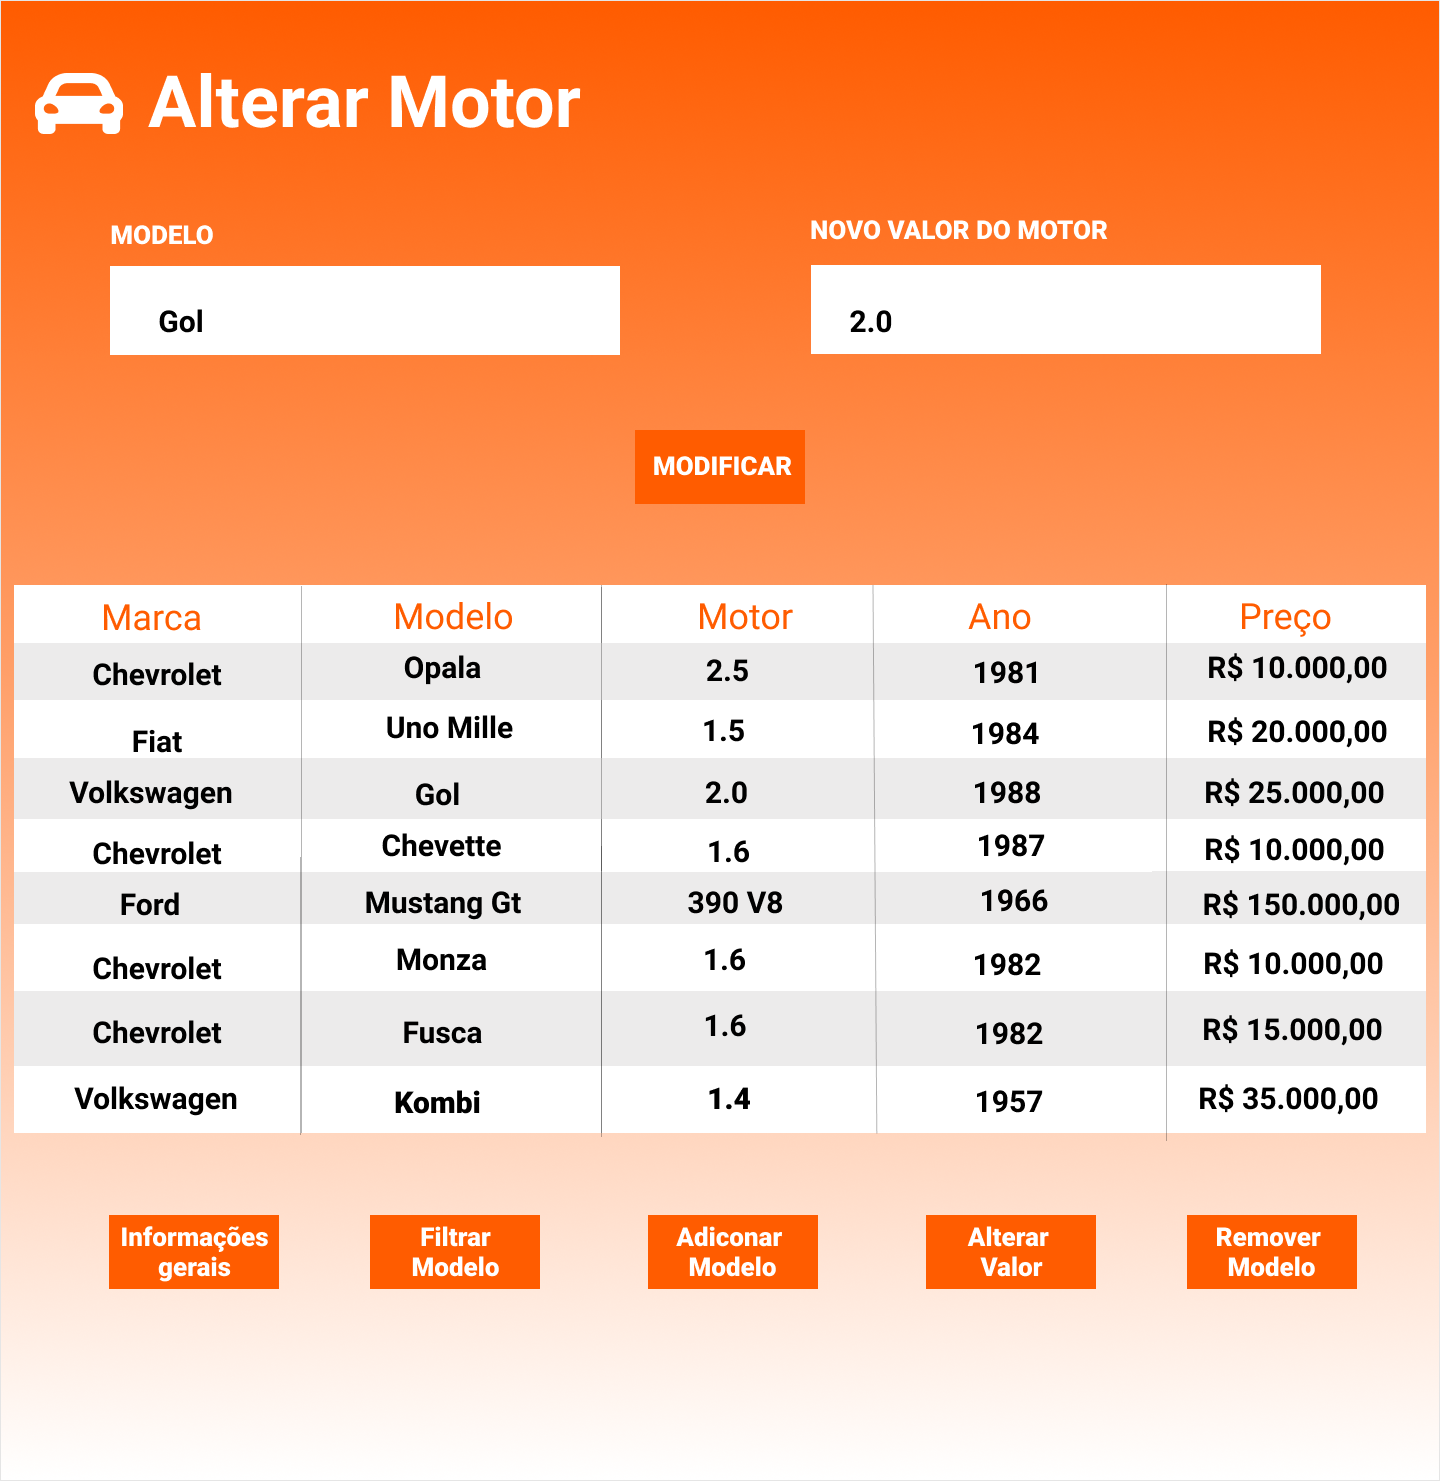 Alterar Motor
MODELO
NOVO VALOR DO MOTOR
Gol
2.0
MODIFICAR
Marca Modelo Motor Ano Preço
Chevrolet Opala 2.5 1981 R$ 10.000,00
Fiat Uno Mille 1.5 1984 R$ 20.000,00
Volkswagen Gol 2.0 1988 R$ 25.000,00
Chevrolet Chevette 1.6 1987 R$ 10.000,00
Ford Mustang Gt 390 V8 1966 R$ 150.000,00
Chevrolet Monza 1.6 1982 R$ 10.000,00
Chevrolet Fusca 1.6 1982 R$ 15.000,00
Volkswagen Kombi 1.4 1957 R$ 35.000,00
Informações
gerais
Filtrar
Modelo
Adiconar
Modelo
Alterar
Valor
Remover
Modelo